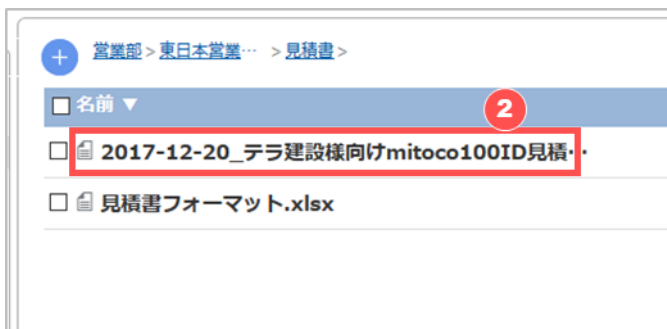 + 営業部>東日本営業… >見積書>
名前 ▼
2
2017-12-20_テラ建設様向けmitoco100ID見積…
見積書フォーマット.xlsx